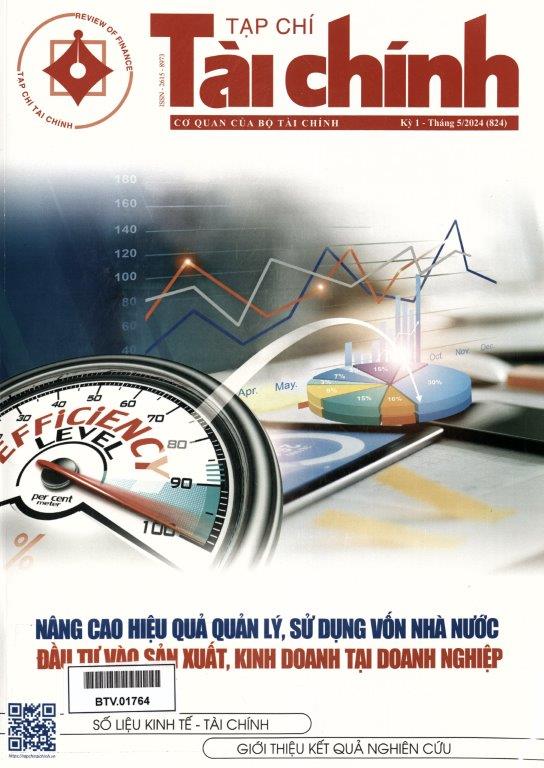 REVIEW OF FINANCE
TẠP CHÍ TÀI CHÍNH
ISSN - 2615 - 8973
TẠP CHÍ
Tài chính
CƠ QUAN CỦA BỘ TÀI CHÍNH
Kỳ 1 - Tháng 5/2024 (824)
180
160
140
120
100
80
60
40
Apr. May.
Oct Nov. Dec.
7%
15%
30%
3%
15%
10%
30 40 50 60 70 80 90 100
EFFiCiENCY
LEVEL
per cent
meter
%
NÂNG CAO HIỆU QUẢ QUẢN LÝ, SỬ DỤNG VỐN NHÀ NƯỚC
ĐẦU TƯ VÀO SẢN XUẤT, KINH DOANH TẠI DOANH NGHIỆP
BTV.01764
SỐ LIỆU KINH TẾ - TÀI CHÍNH
GIỚI THIỆU KẾT QUẢ NGHIÊN CỨU